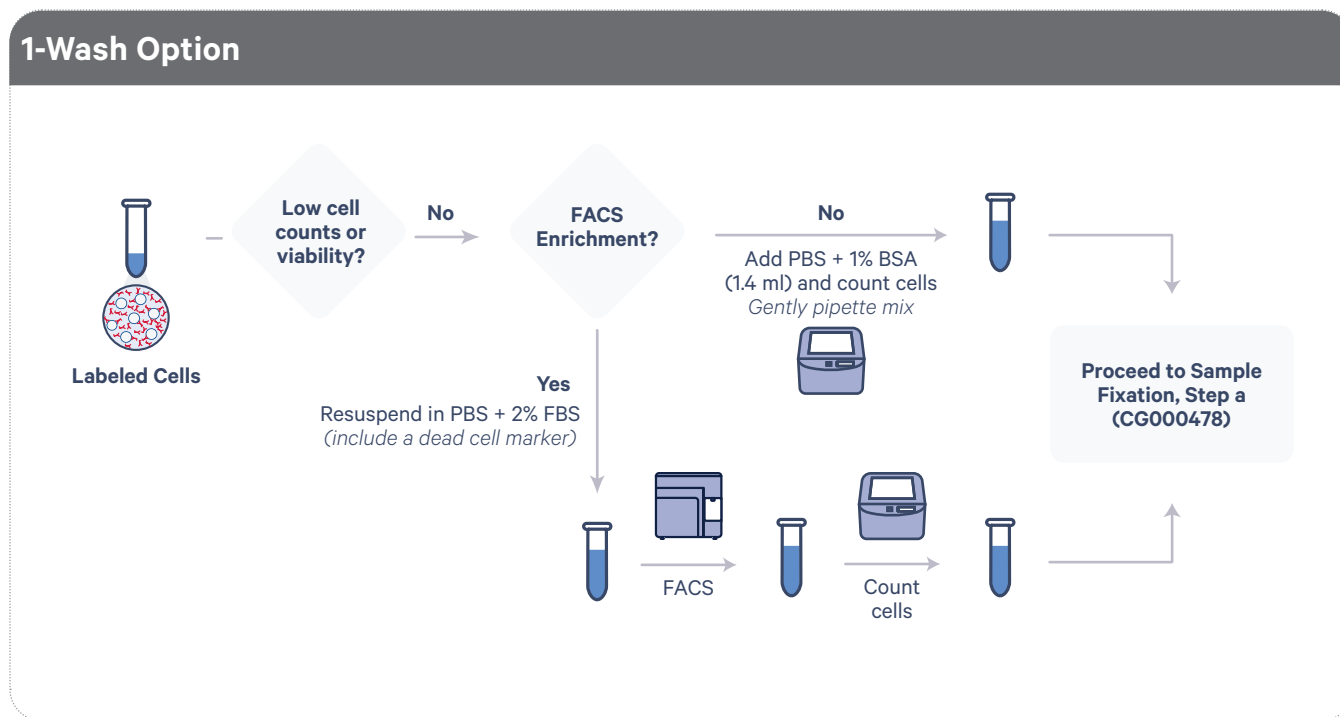 1-Wash Option
Low cell
counts or
viability?
No
FACS
Enrichment?
No
Add PBS + 1% BSA
(1.4 ml) and count cells
Gently pipette mix
Labeled Cells
Yes
Resuspend in PBS + 2% FBS
(include a dead cell marker)
FACS
Count
cells
Proceed to Sample
Fixation, Step a
(CG000478)